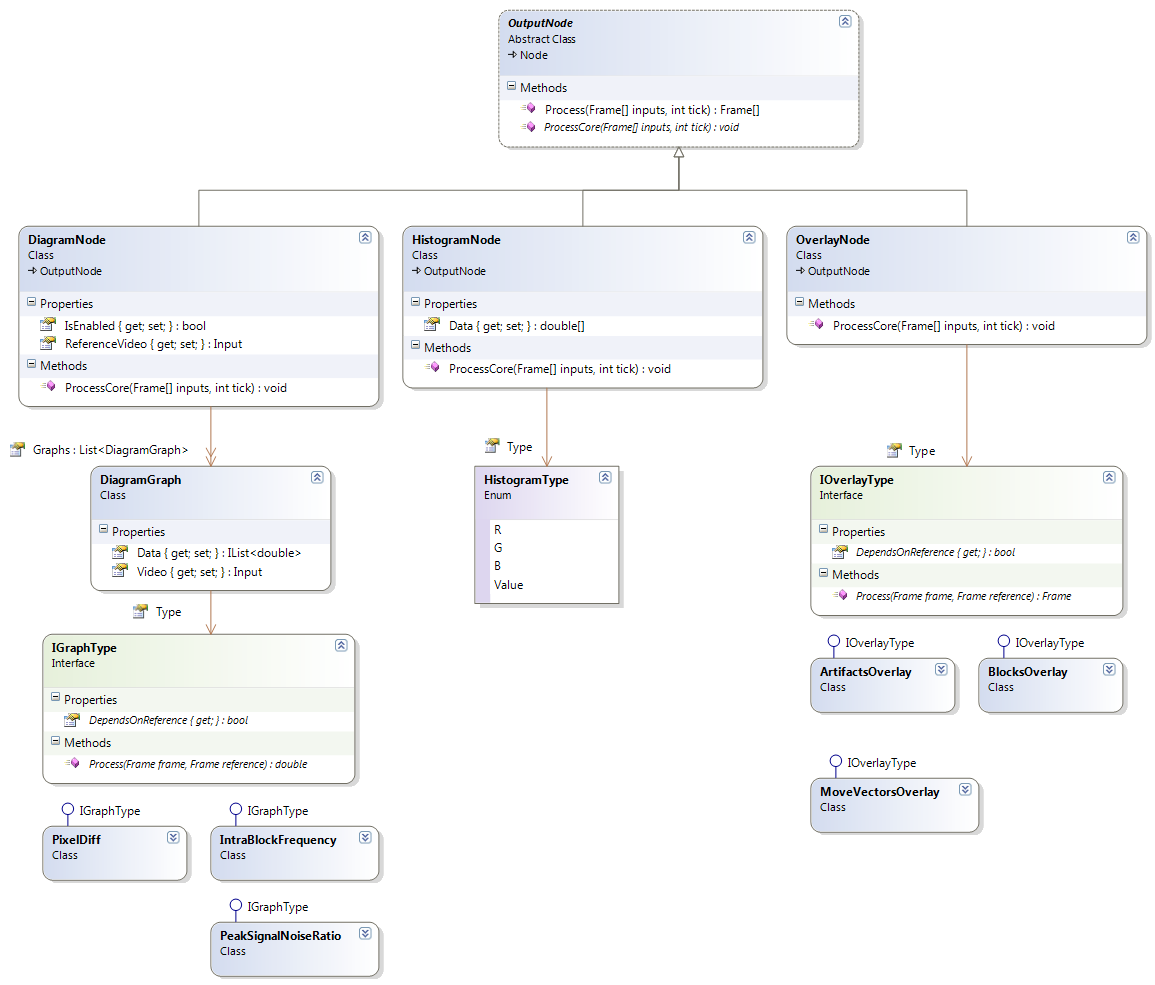 OutputNode
Abstract Class
Node
Methods
Process(Frame[] inputs, int tick) : Frame[]
ProcessCore(Frame[] inputs, int tick) : void
DiagramNode
Class
OutputNode
Properties
IsEnabled { get; set; } : bool
ReferenceVideo { get; set; } : Input
Methods
ProcessCore(Frame[] inputs, int tick) : void
HistogramNode
Class
OutputNode
Properties
Data { get; set; } : double[]
Methods
ProcessCore(Frame[] inputs, int tick) : void
OverlayNode
Class
OutputNode
Methods
ProcessCore(Frame[] inputs, int tick) : void
Graphs : List<DiagramGraph>
DiagramGraph
Class
Properties
Data { get; set; } : IList<double>
Video { get; set; } : Input
Type
IGraphType
Interface
Properties
DependsOnReference { get; } : bool
Methods
Process(Frame frame, Frame reference) : double
IGraphType
PixelDiff
Class
IGraphType
IntraBlockFrequency
Class
IGraphType
PeakSignalNoiseRatio
Class
Type
HistogramType
Enum
R
G
B
Value
Type
IOverlayType
Interface
Properties
DependsOnReference { get; } : bool
Methods
Process(Frame frame, Frame reference) : Frame
IOverlayType
ArtifactsOverlay
Class
IOverlayType
BlocksOverlay
Class
IOverlayType
MoveVectorsOverlay
Class